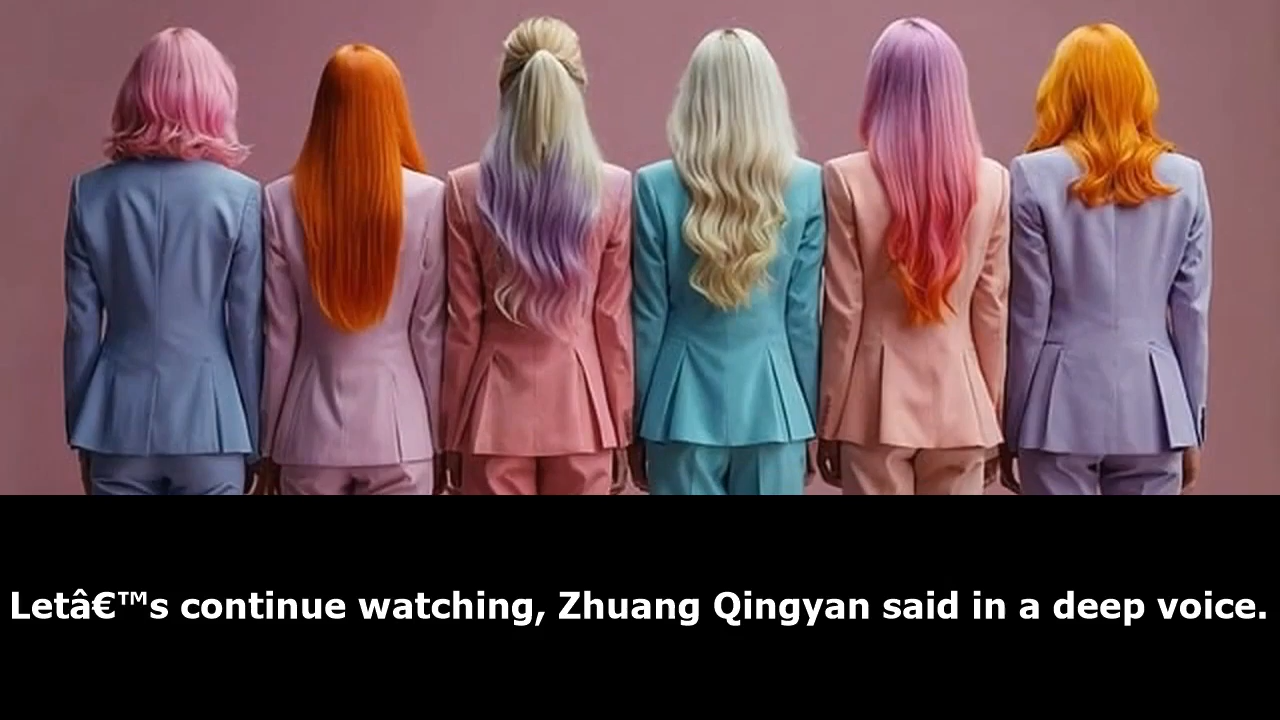 Letâ€™s continue watching, Zhuang Qingyan said in a deep voice.